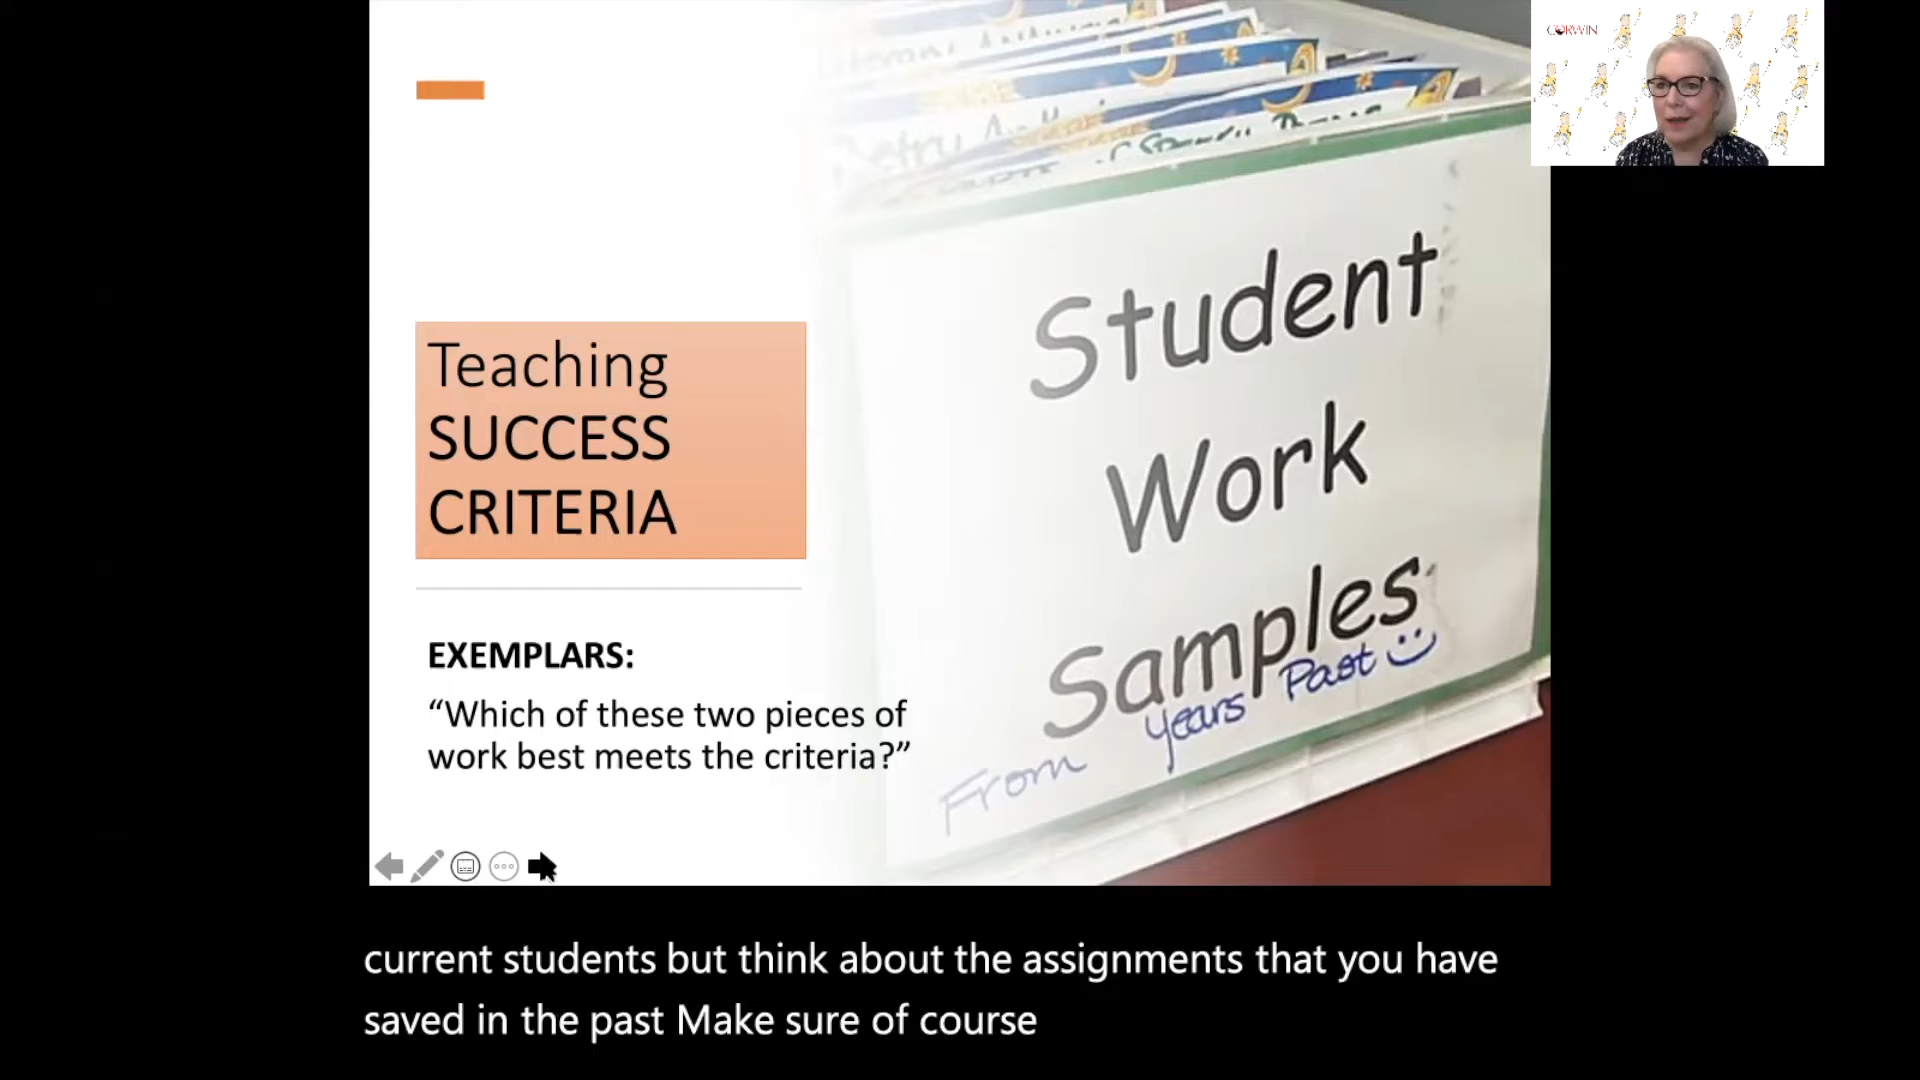 CORWIN
Teaching
SUCCESS
CRITERIA
EXEMPLARS:
“Which of these two pieces of
work best meets the criteria?”
Student
Work
Samples
From Years Past
current students but think about the assignments that you have
saved in the past Make sure of course